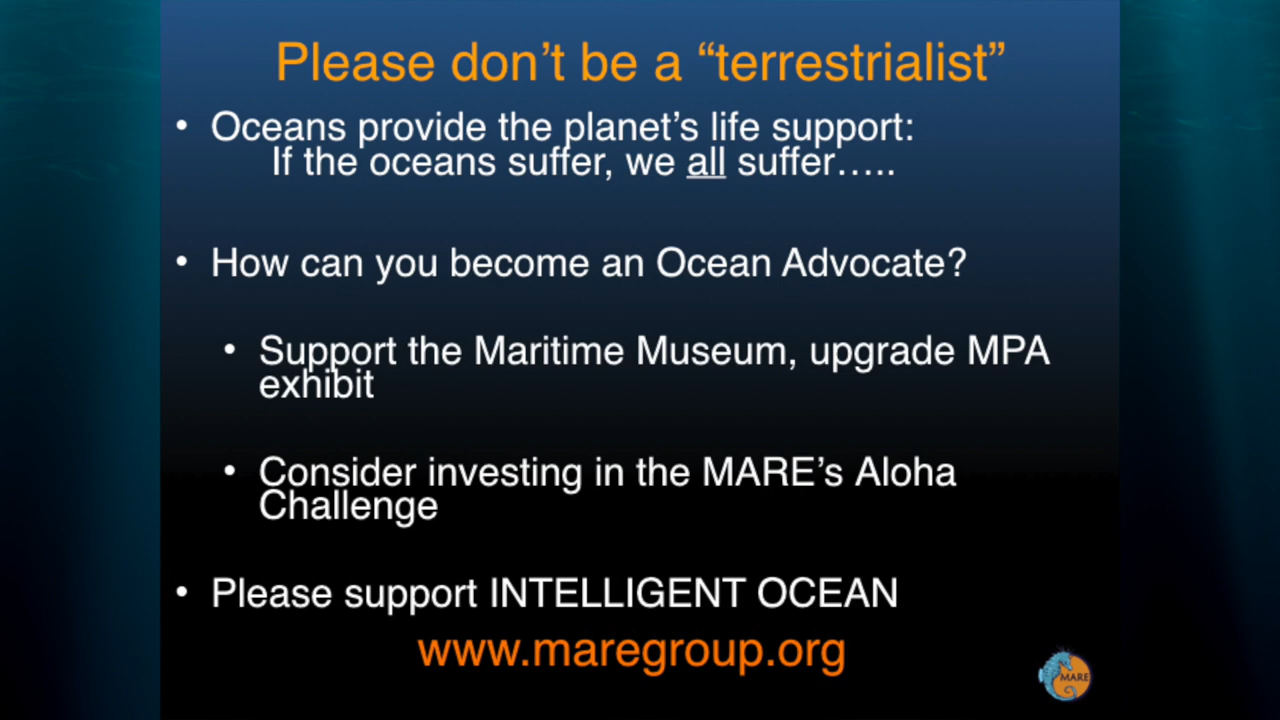 Please don’t be a “terrestrialist”
• Oceans provide the planet’s life support:
If the oceans suffer, we all suffer…..
• How can you become an Ocean Advocate?
• Support the Maritime Museum, upgrade MPA
exhibit
• Consider investing in the MARE’s Aloha
Challenge
• Please support INTELLIGENT OCEAN
www.maregroup.org
MARE